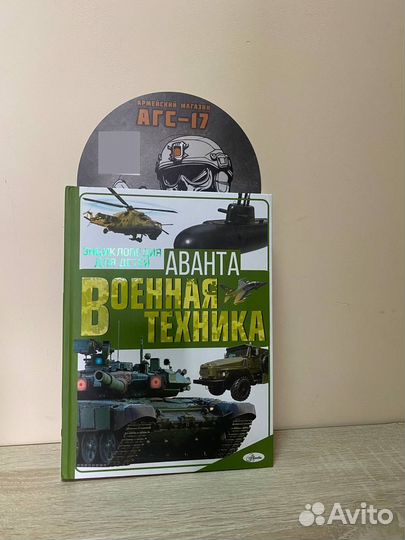 АРМЕЙСКИЙ МАГАЗИН
АГС-17
ЭНЦИКЛОПЕДИЯ
ДЛЯ ДЕТЕЙ
АВАНТА
ВОЕННАЯ
ТЕХНИКА
Avito